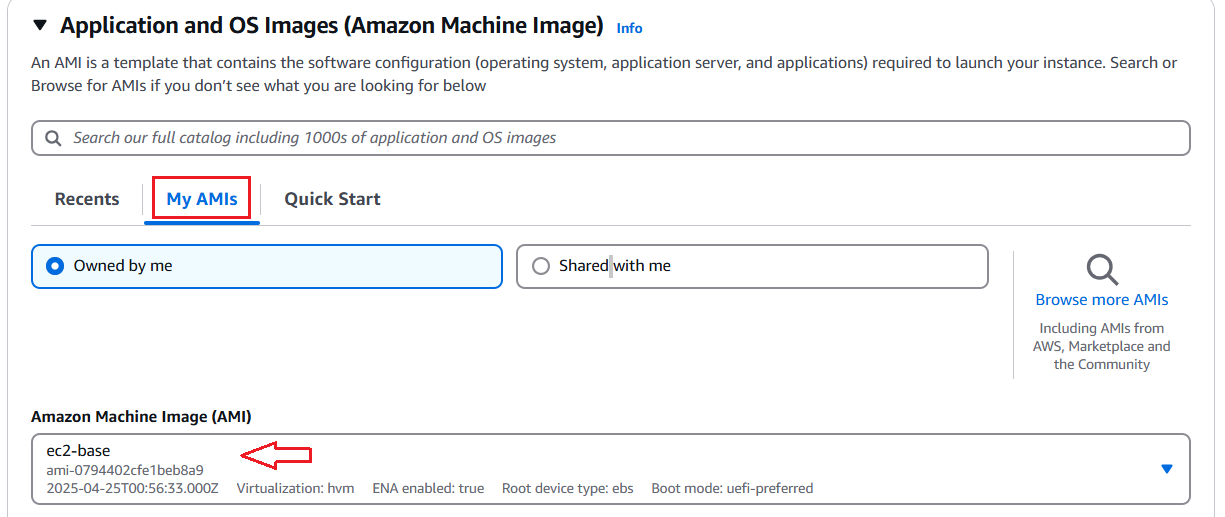 Application and OS Images (Amazon Machine Image) Info
An AMI is a template that contains the software configuration (operating system, application server, and applications) required to launch your instance. Search or
Browse for AMIs if you don't see what you are looking for below
Search our full catalog including 1000s of application and OS images
Recents My AMIs Quick Start
Owned by me Shared with me
Browse more AMIs
Including AMIs from
AWS, Marketplace and
the Community
Amazon Machine Image (AMI)
ec2-base
ami-0794402cfe1beb8a9
2025-04-25T00:56:33.000Z Virtualization: hvm ENA enabled: true Root device type: ebs Boot mode: uefi-preferred